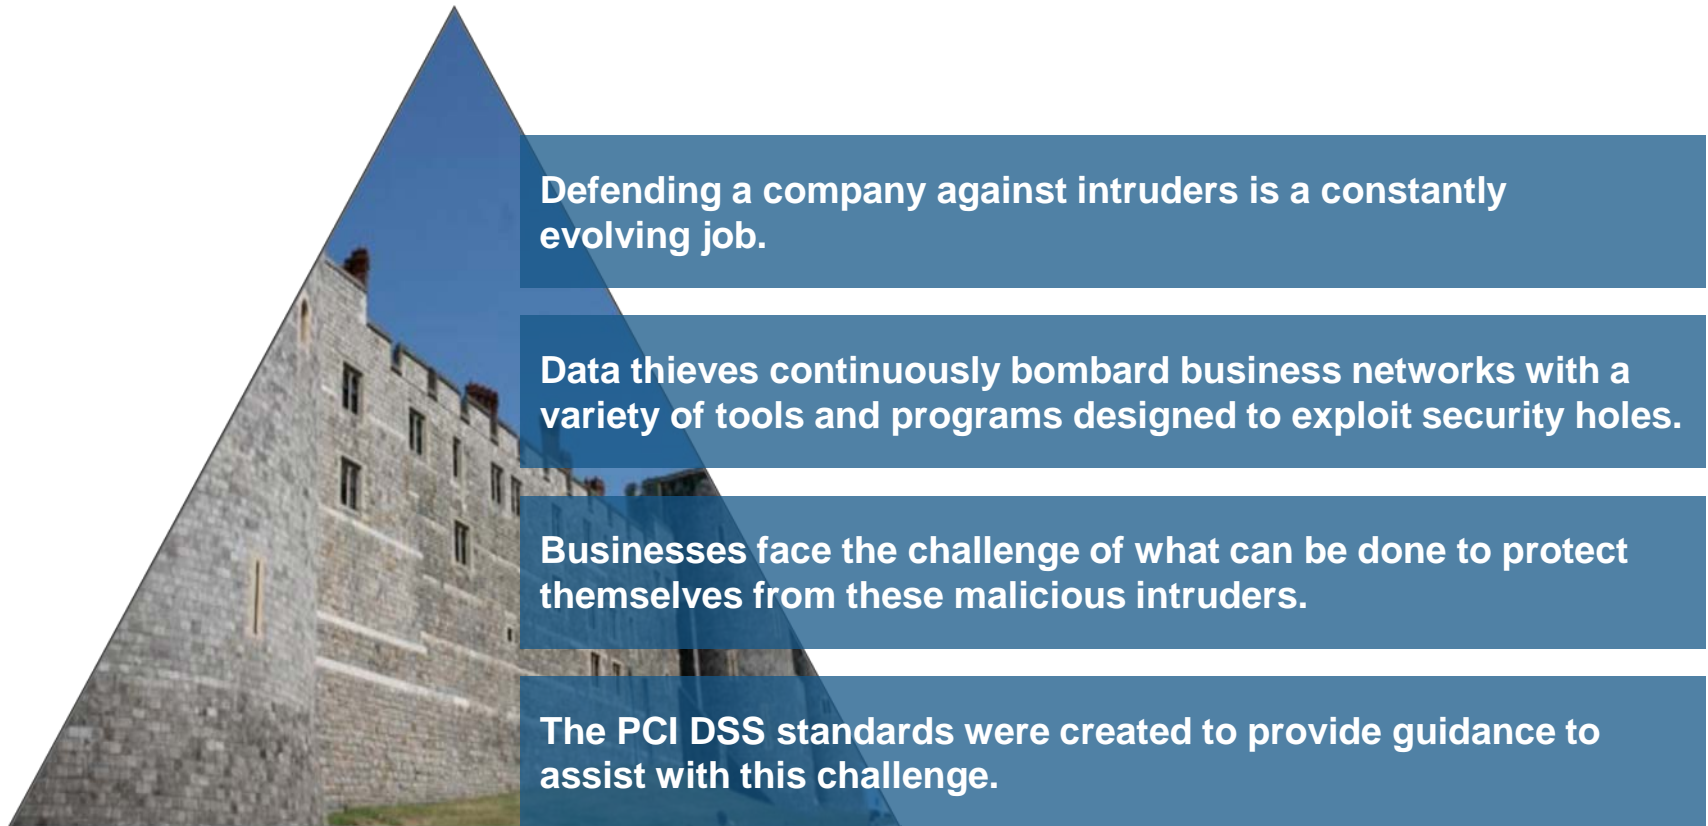 Defending a company against intruders is a constantly
evolving job.
Data thieves continuously bombard business networks with a
variety of tools and programs designed to exploit security holes.
Businesses face the challenge of what can be done to protect
themselves from these malicious intruders.
The PCI DSS standards were created to provide guidance to
assist with this challenge.